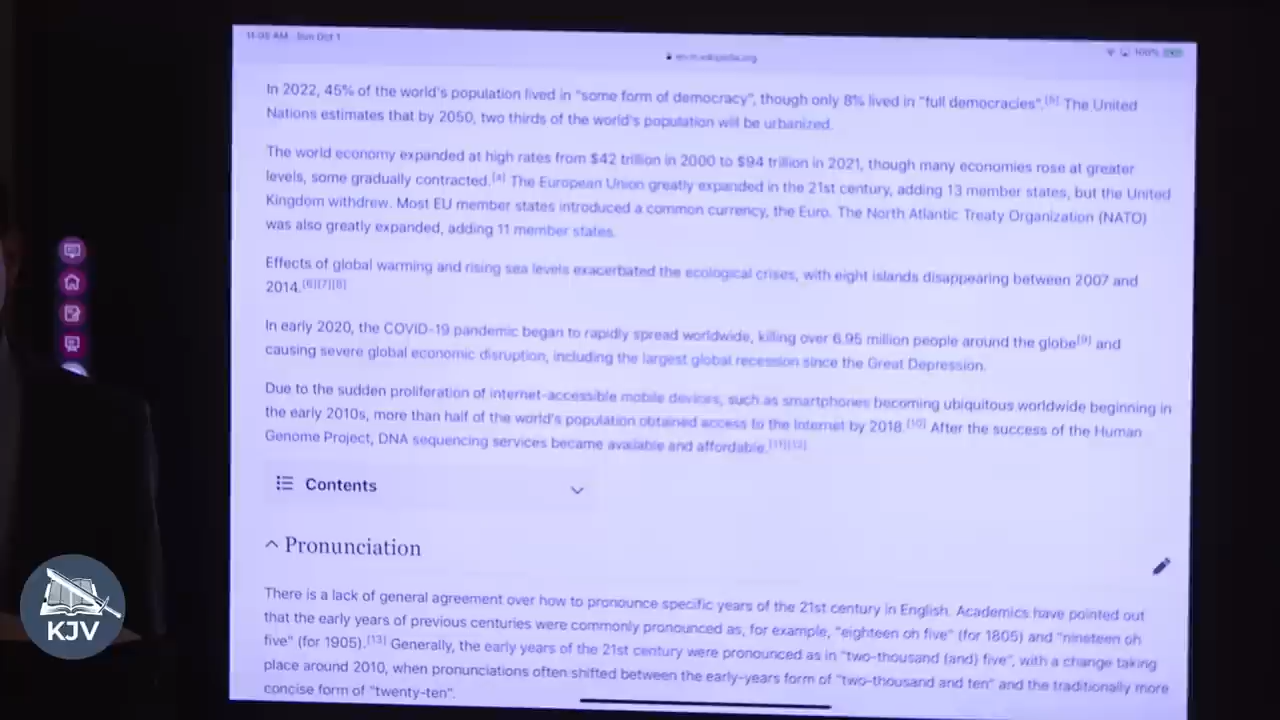 11:05 AM Sun Oct 1
en.m.wikipedia.org
100%
In 2022, 45% of the world's population lived in "some form of democracy", though only 8% lived in "full democracies".[5] The United
Nations estimates that by 2050, two thirds of the world's population will be urbanized.
The world economy expanded at high rates from $42 trillion in 2000 to $94 trillion in 2021, though many economies rose at greater
levels, some gradually contracted.[a] The European Union greatly expanded in the 21st century, adding 13 member states, but the United
Kingdom withdrew. Most EU member states introduced a common currency, the Euro. The North Atlantic Treaty Organization (NATO)
was also greatly expanded, adding 11 member states.
Effects of global warming and rising sea levels exacerbated the ecological crises, with eight islands disappearing between 2007 and
2014.[6][7][8]
In early 2020, the COVID-19 pandemic began to rapidly spread worldwide, killing over 6.95 million people around the globe[9] and
causing severe global economic disruption, including the largest global recession since the Great Depression.
Due to the sudden proliferation of internet-accessible mobile devices, such as smartphones becoming ubiquitous worldwide beginning in
the early 2010s, more than half of the world's population obtained access to the Internet by 2018.[10] After the success of the Human
Genome Project, DNA sequencing services became available and affordable.[11][12]
Contents
Pronunciation
There is a lack of general agreement over how to pronounce specific years of the 21st century in English. Academics have pointed out
that the early years of previous centuries were commonly pronounced as, for example, "eighteen oh five" (for 1805) and "nineteen oh
five" (for 1905).[13] Generally, the early years of the 21st century were pronounced as in "two-thousand (and) five", with a change taking
place around 2010, when pronunciations often shifted between the early-years form of "two-thousand and ten" and the traditionally more
concise form of "twenty-ten".
KJV